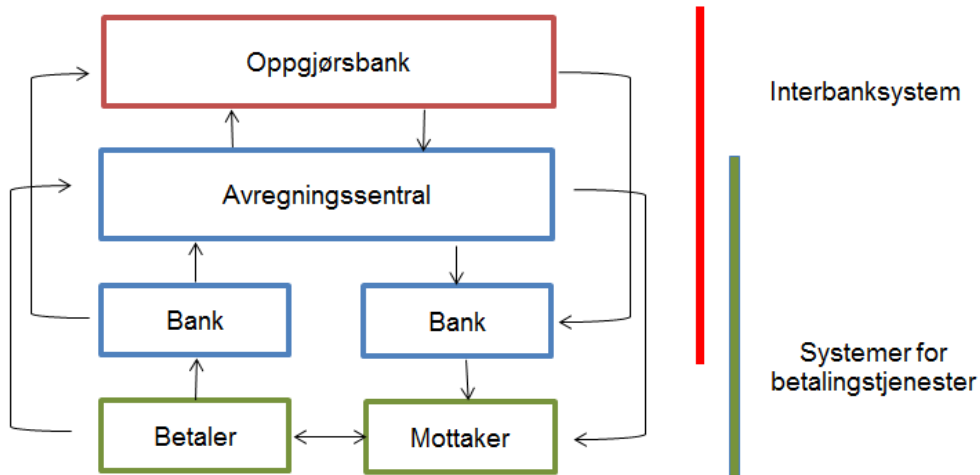 Oppgjørsbank
Interbanksystem
Avregningssentral
Bank
Bank
Systemer for
betalingstjenester
Betaler
Mottaker